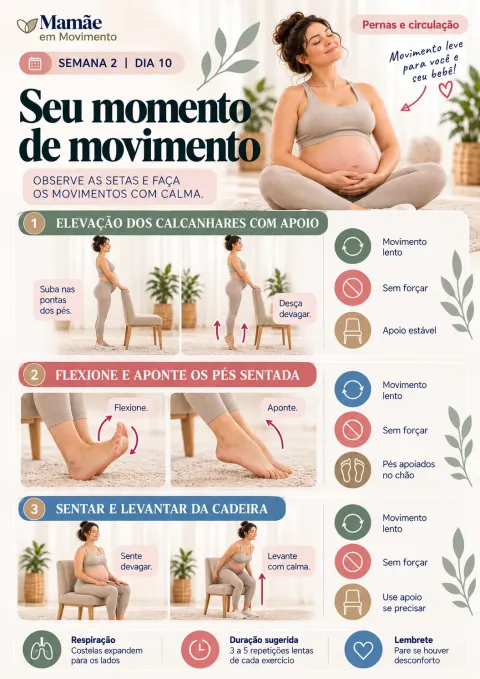 Mamãe
em Movimento
Pernas e circulação
SEMANA 2 | DIA 10
Movimento leve
para você e
seu bebê!
Seu momento
de movimento
OBSERVE AS SETAS E FAÇA
OS MOVIMENTOS COM CALMA.
1 ELEVAÇÃO DOS CALCANHARES COM APOIO
Suba nas
pontas
dos pés.
Desça
devagar.
Movimento
lento
Sem forçar
Apoio estável
2 FLEXIONE E APONTE OS PÉS SENTADA
Flexione.
Aponte.
Movimento
lento
Sem forçar
Pés apoiados
no chão
3 SENTAR E LEVANTAR DA CADEIRA
Sente
devagar.
Levante
com calma.
Movimento
lento
Sem forçar
Use apoio
se precisar
Respiração
Costelas expandem
para os lados
Duração sugerida
3 a 5 repetições lentas
de cada exercício
Lembrete
Pare se houver
desconforto